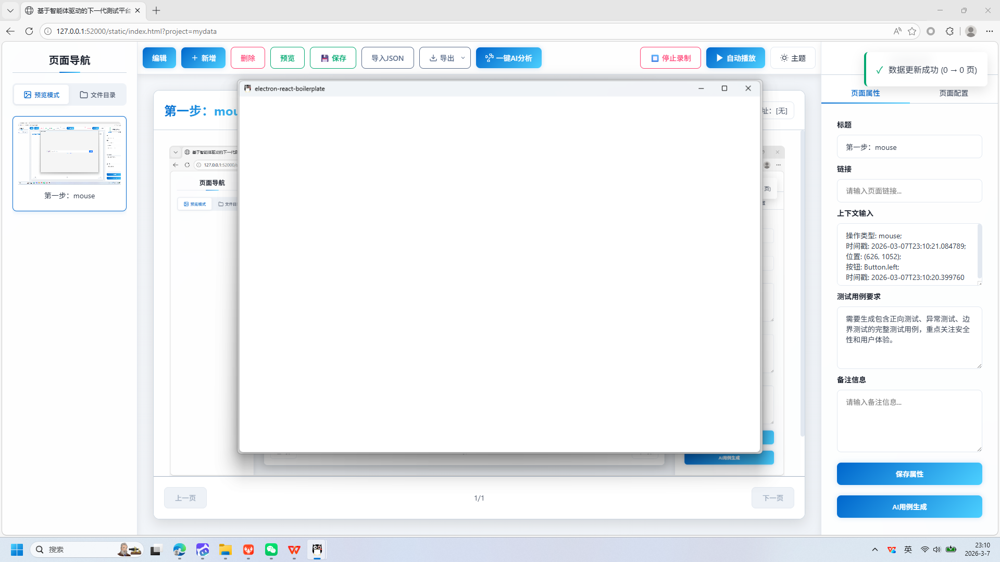 基于智能体驱动的下一代测试平台
127.0.0.1:52000/static/index.html?project=mydata
页面导航
预览模式
文件目录
第一步：mouse
编辑
新增
删除
预览
保存
导入JSON
导出
一键AI分析
停止录制
自动播放
主题
数据更新成功 (0 → 0 页)
第一步：mou
址：[无]
electron-react-boilerplate
基于智能体驱动的下一代
127.0.0.1:52000/s
页面导航
预览模式
文件目
页)
置
AI用例生成
上一页
1/1
下一页
页面属性
页面配置
标题
第一步：mouse
链接
请输入页面链接...
上下文输入
操作类型: mouse;
时间戳: 2026-03-07T23:10:21.084789;
位置: (626, 1052);
按钮: Button.left;
时间戳: 2026-03-07T23:10:20.399760
测试用例要求
需要生成包含正向测试、异常测试、边
界测试的完整测试用例，重点关注安全
性和用户体验。
备注信息
请输入备注信息...
保存属性
AI用例生成
搜索
英
23:10
2026-3-7